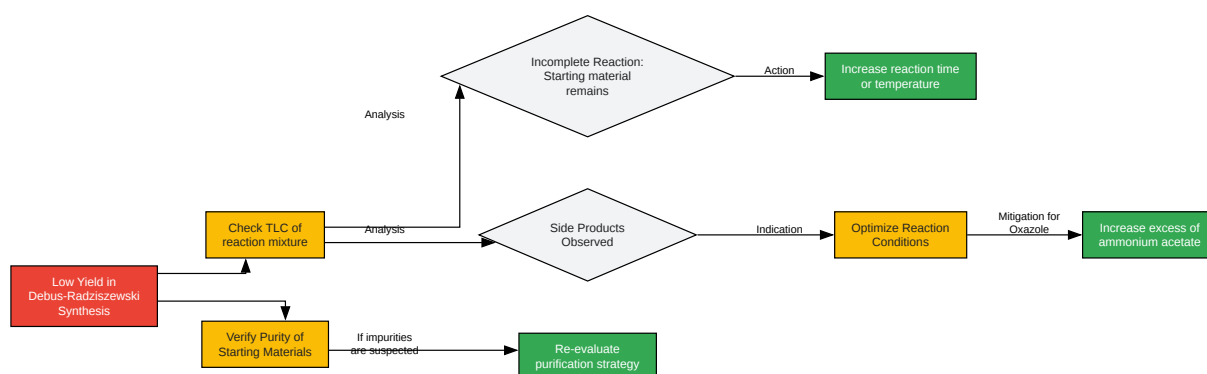 Incomplete Reaction:
Starting material
remains
Action
Increase reaction time
or temperature
Analysis
Check TLC of
reaction mixture
Analysis
Side Products
Observed
Indication
Optimize Reaction
Conditions
Mitigation for
Oxazole
Increase excess of
ammonium acetate
Low Yield in
Debus-Radziszewski
Synthesis
Verify Purity of
Starting Materials
If impurities
are suspected
Re-evaluate
purification strategy